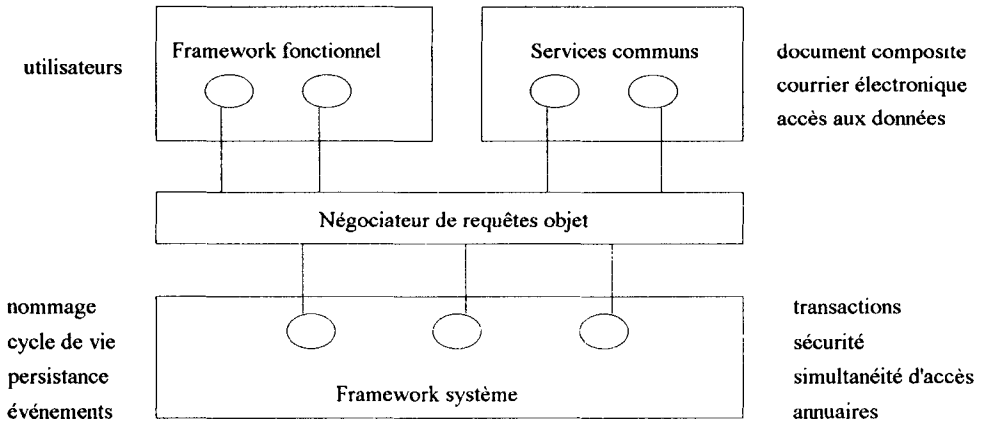 utilisateurs
Framework fonctionnel
Services communs
document composite
courrier électronique
accès aux données
Négociateur de requêtes objet
nommage
cycle de vie
persistance
événements
Framework système
transactions
sécurité
simultanéité d'accès
annuaires